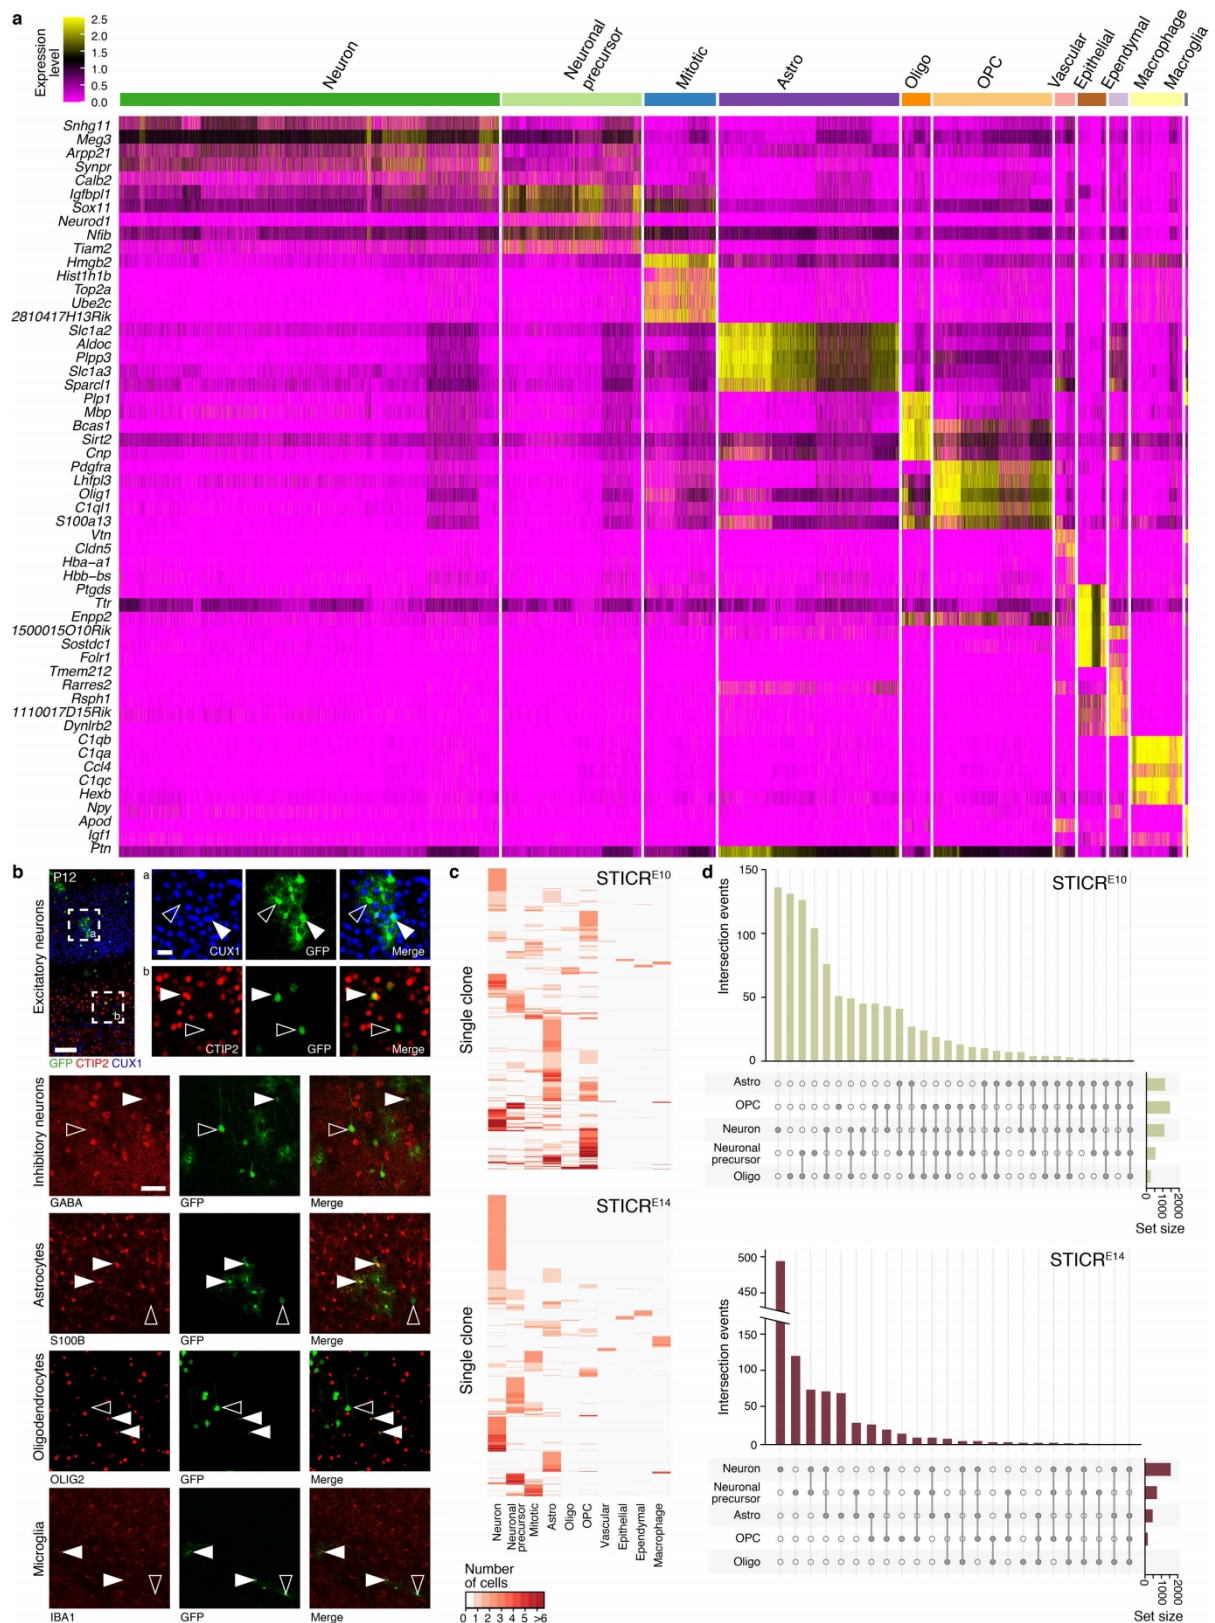 a
Expression level
2.5
2.0
1.5
1.0
0.5
0.0
Neuron
Neuronal precursor
Mitotic
Astro
Oligo
OPC
Vascular
Epithelial
Ependymal
Macrophage
Macroglia
Snhg11
Meg3
Arpp21
Synpr
Calb2
Igfbpl1
Sox11
Neurod1
Nfib
Tiam2
Hmgb2
Hist1h1b
Top2a
Ube2c
2810417H13Rik
Slc1a2
Aldoc
Plpp3
Slc1a3
Sparcl1
Plp1
Mbp
Bcas1
Sirt2
Cnp
Pdgfra
Lhfpl3
Olig1
C1ql1
S100a13
Vtn
Cldn5
Hba-a1
Hbb-bs
Ptgds
Ttr
Enpp2
1500015O10Rik
Sostdc1
Folr1
Tmem212
Rarres2
Rsph1
1110017D15Rik
Dynlrb2
C1qb
C1qa
Ccl4
C1qc
Hexb
Npy
Apod
Igf1
Ptn
b
Excitatory neurons
P12
a
b
GFP CTIP2 CUX1
a
CUX1
GFP
Merge
b
CTIP2
GFP
Merge
Inhibitory neurons
GABA
GFP
Merge
Astrocytes
S100B
GFP
Merge
Oligodendrocytes
OLIG2
GFP
Merge
Microglia
IBA1
GFP
Merge
c
STICR^E10
Single clone
STICR^E14
Single clone
Neuron
Neuronal precursor
Mitotic
Astro
Oligo
OPC
Vascular
Epithelial
Ependymal
Macrophage
Number of cells
0 1 2 3 4 5 >6
d
STICR^E10
Intersection events
150
100
50
0
Astro
OPC
Neuron
Neuronal precursor
Oligo
0
1000
2000
Set size
STICR^E14
Intersection events
500
450
150
100
50
0
Neuron
Neuronal precursor
Astro
OPC
Oligo
0
1000
2000
Set size